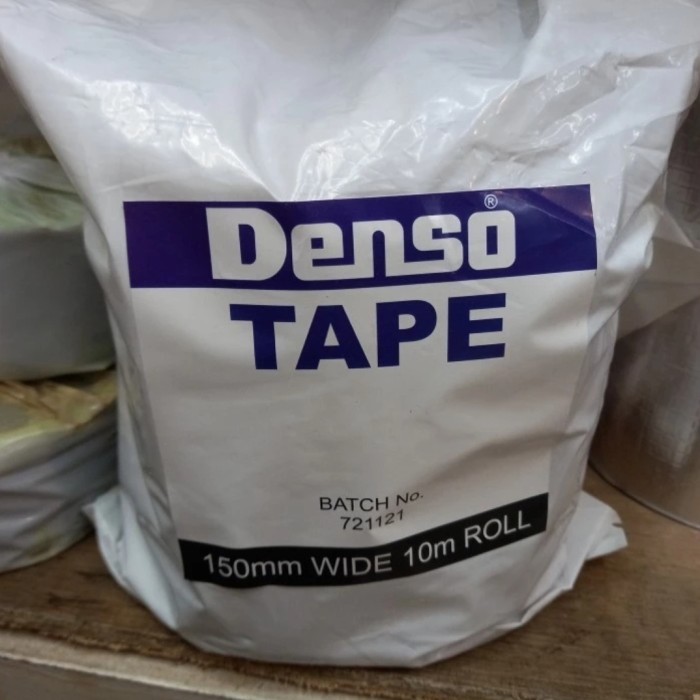 Denso®
TAPE
BATCH No.
721121
150mm WIDE 10m ROLL